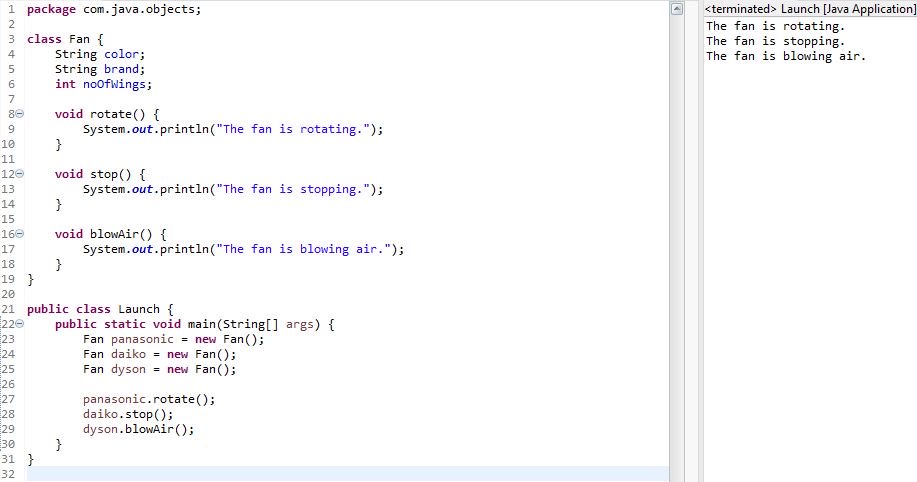 1 package com.java.objects;
2
3 class Fan {
4     String color;
5     String brand;
6     int noOfWings;
7
8     void rotate() {
9         System.out.println("The fan is rotating.");
10     }
11
12     void stop() {
13         System.out.println("The fan is stopping.");
14     }
15
16     void blowAir() {
17         System.out.println("The fan is blowing air.");
18     }
19 }
20
21 public class Launch {
22     public static void main(String[] args) {
23         Fan panasonic = new Fan();
24         Fan daiko = new Fan();
25         Fan dyson = new Fan();
26
27         panasonic.rotate();
28         daiko.stop();
29         dyson.blowAir();
30     }
31 }
32
<terminated> Launch [Java Application]
The fan is rotating.
The fan is stopping.
The fan is blowing air.